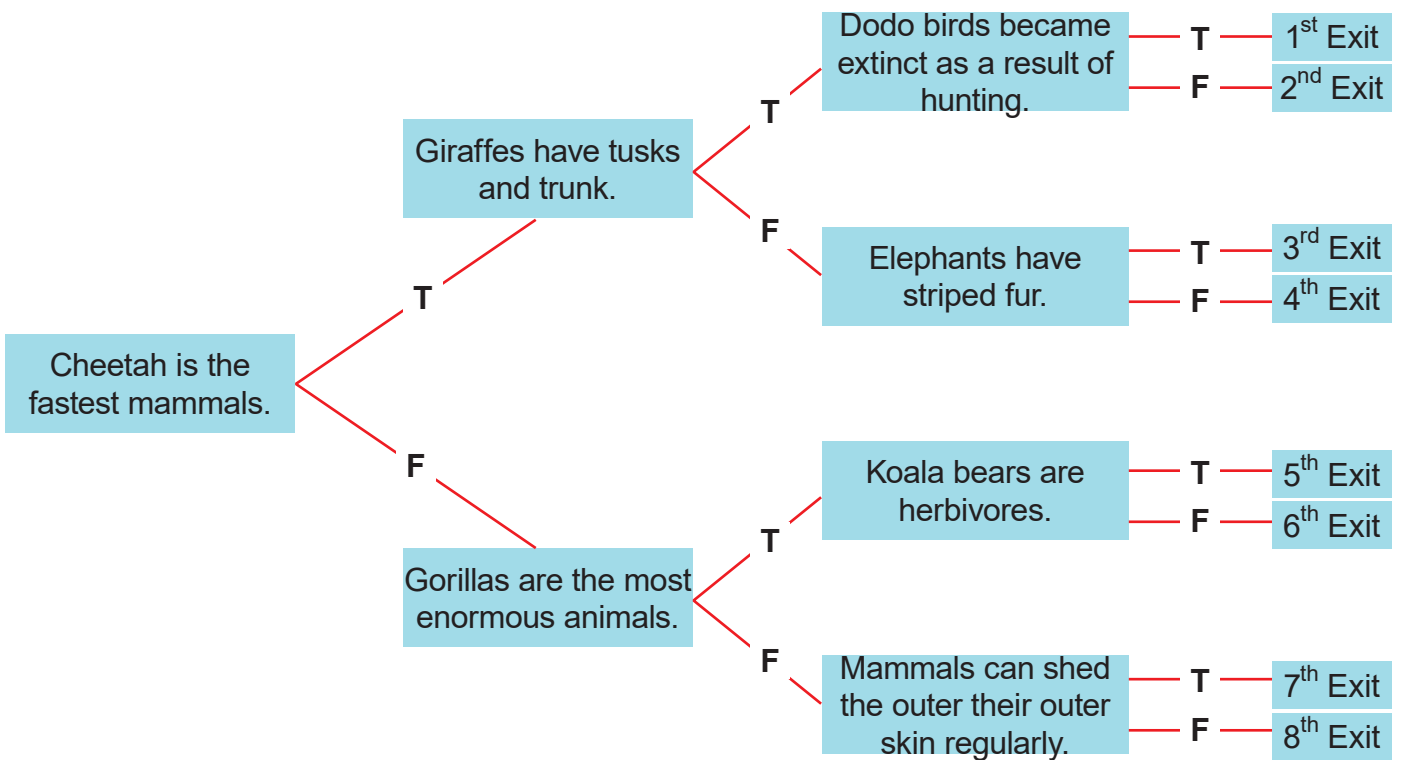 Dodo birds became
extinct as a result of
hunting.
T
1st Exit
F
2nd Exit
T
Giraffes have tusks
and trunk.
F
Elephants have
striped fur.
T
3rd Exit
F
4th Exit
T
Cheetah is the
fastest mammals.
F
Koala bears are
herbivores.
T
5th Exit
F
6th Exit
T
Gorillas are the most
enormous animals.
F
Mammals can shed
the outer their outer
skin regularly.
T
7th Exit
F
8th Exit